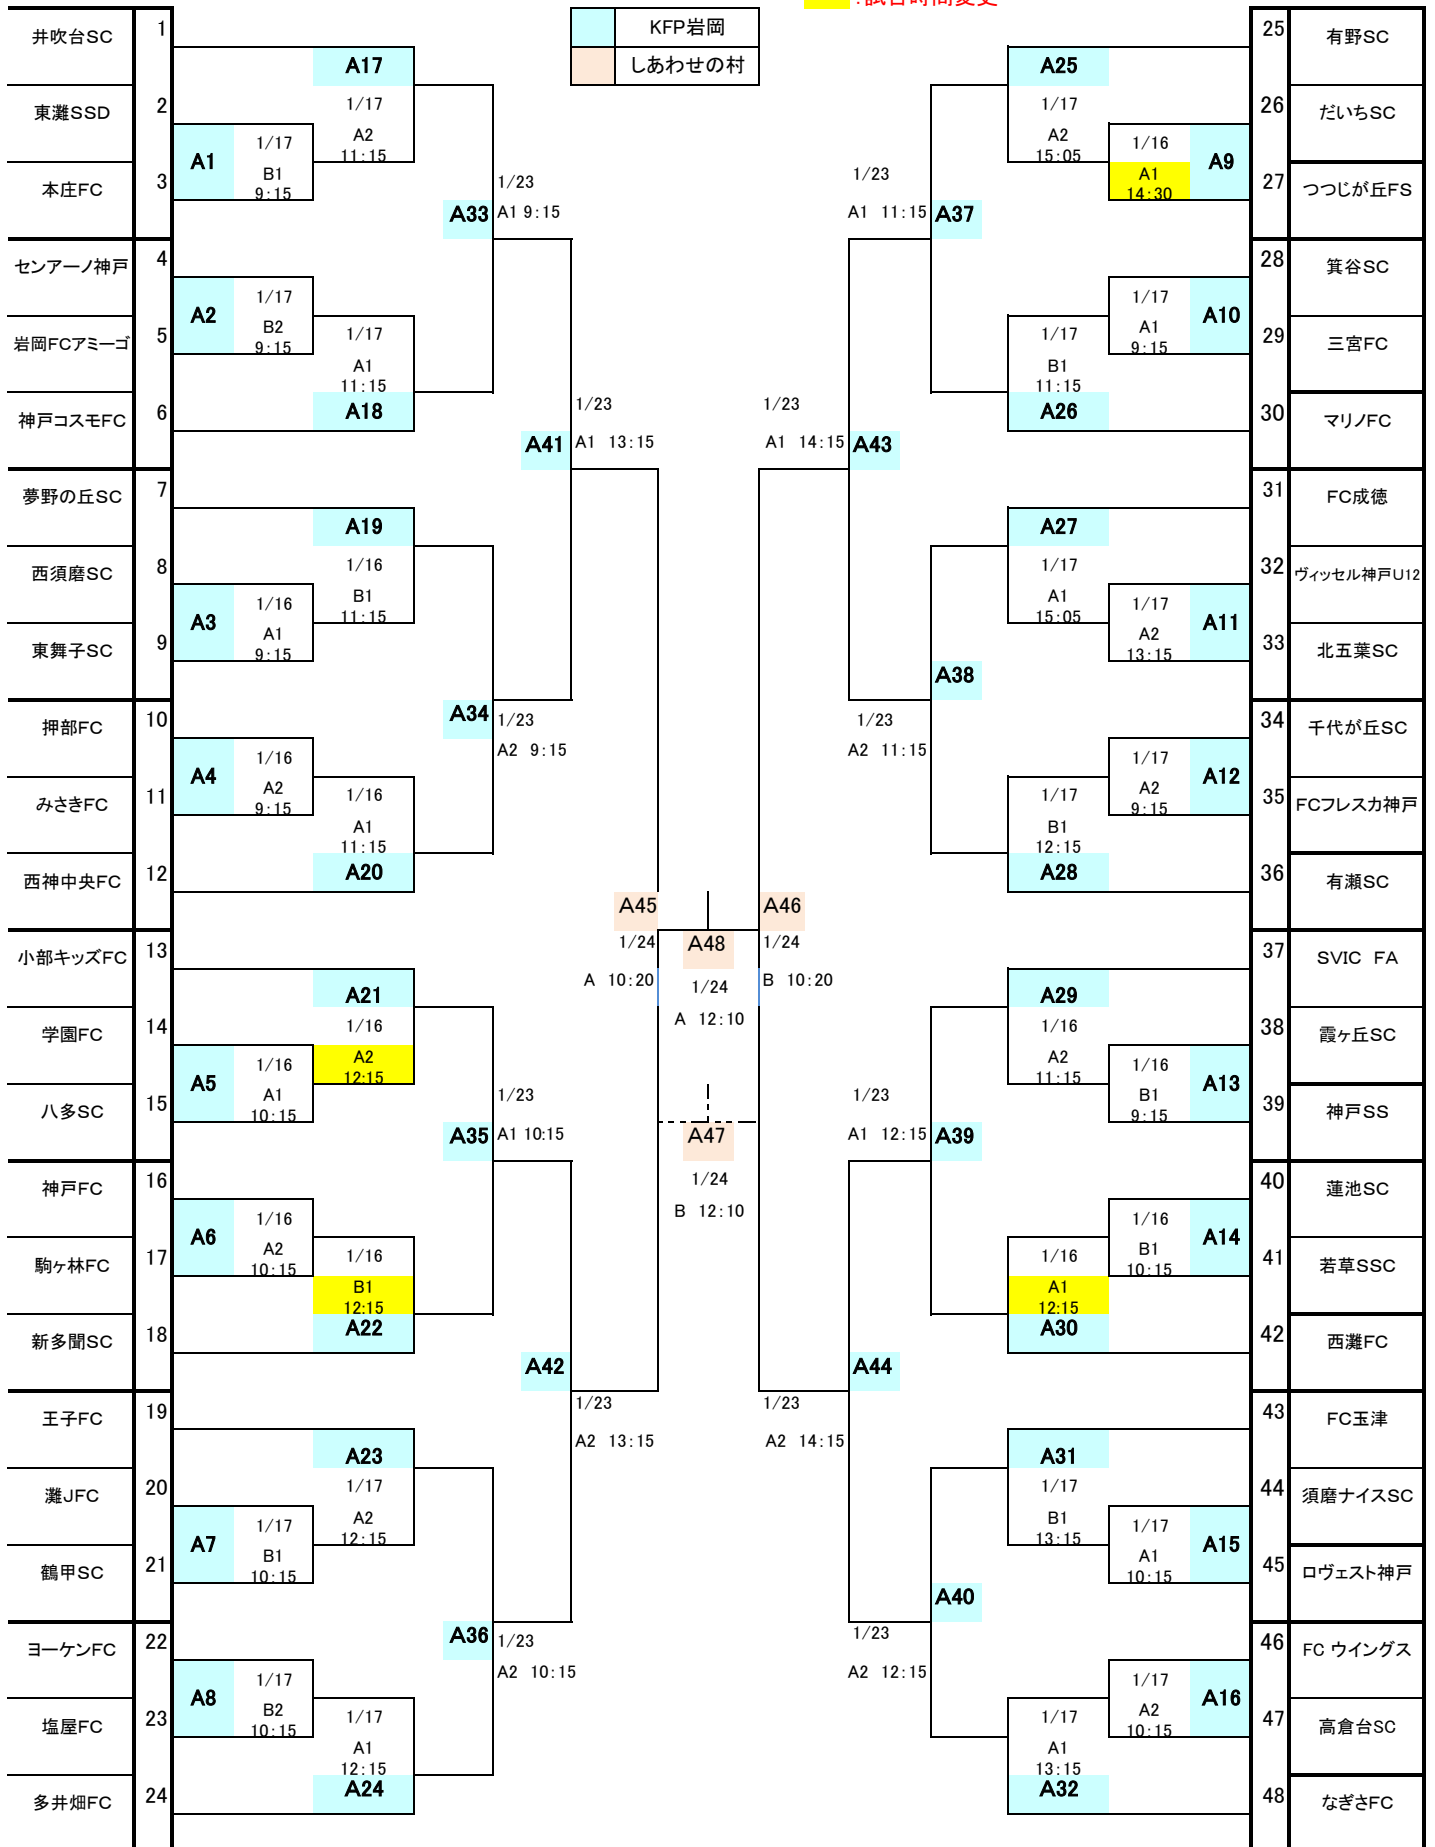 :試合時間変更
KFP岩岡
しあわせの村
井吹台SC 1
東灘SSD 2
本庄FC 3
センアーノ神戸 4
岩岡FCアミーゴ 5
神戸コスモFC 6
夢野の丘SC 7
西須磨SC 8
東舞子SC 9
押部FC 10
みさきFC 11
西神中央FC 12
小部キッズFC 13
学園FC 14
八多SC 15
神戸FC 16
駒ヶ林FC 17
新多聞SC 18
王子FC 19
灘JFC 20
鶴甲SC 21
ヨーケンFC 22
塩屋FC 23
多井畑FC 24
A1
1/17
B1
9:15
A2
1/17
B2
9:15
A3
1/16
A1
9:15
A4
1/16
A2
9:15
A5
1/16
A1
10:15
A6
1/16
A2
10:15
A7
1/17
B1
10:15
A8
1/17
B2
10:15
A17
1/17
A2
11:15
1/17
A1
11:15
A18
A19
1/16
B1
11:15
1/16
A1
11:15
A20
A21
1/16
A2
12:15
1/16
B1
12:15
A22
A23
1/17
A2
12:15
1/17
A1
12:15
A24
1/23
A33 A1 9:15
A34 1/23
A2 9:15
1/23
A35 A1 10:15
A36 1/23
A2 10:15
1/23
A41 A1 13:15
A42
1/23
A2 13:15
A45
1/24
A 10:20
A48
1/24
A 12:10
A47
1/24
B 12:10
A46
1/24
B 10:20
1/23
A1 14:15 A43
A44
1/23
A2 14:15
1/23
A1 11:15 A37
A38
1/23
A2 11:15
1/23
A1 12:15 A39
A40
1/23
A2 12:15
A25
1/17
A2
15:05
1/17
B1
11:15
A26
A27
1/17
A1
15:05
1/17
B1
12:15
A28
A29
1/16
A2
11:15
1/16
A1
12:15
A30
A31
1/17
B1
13:15
1/17
A1
13:15
A32
1/16
A1
14:30
A9
1/17
A1
9:15
A10
1/17
A2
13:15
A11
1/17
A2
9:15
A12
1/16
B1
9:15
A13
1/16
B1
10:15
A14
1/17
A1
10:15
A15
1/17
A2
10:15
A16
25 有野SC
26 だいちSC
27 つつじが丘FS
28 箕谷SC
29 三宮FC
30 マリノFC
31 FC成徳
32 ヴィッセル神戸U12
33 北五葉SC
34 千代が丘SC
35 FCフレスカ神戸
36 有瀬SC
37 SVIC FA
38 霞ヶ丘SC
39 神戸SS
40 蓮池SC
41 若草SSC
42 西灘FC
43 FC玉津
44 須磨ナイスSC
45 ロヴェスト神戸
46 FC ウイングス
47 高倉台SC
48 なぎさFC